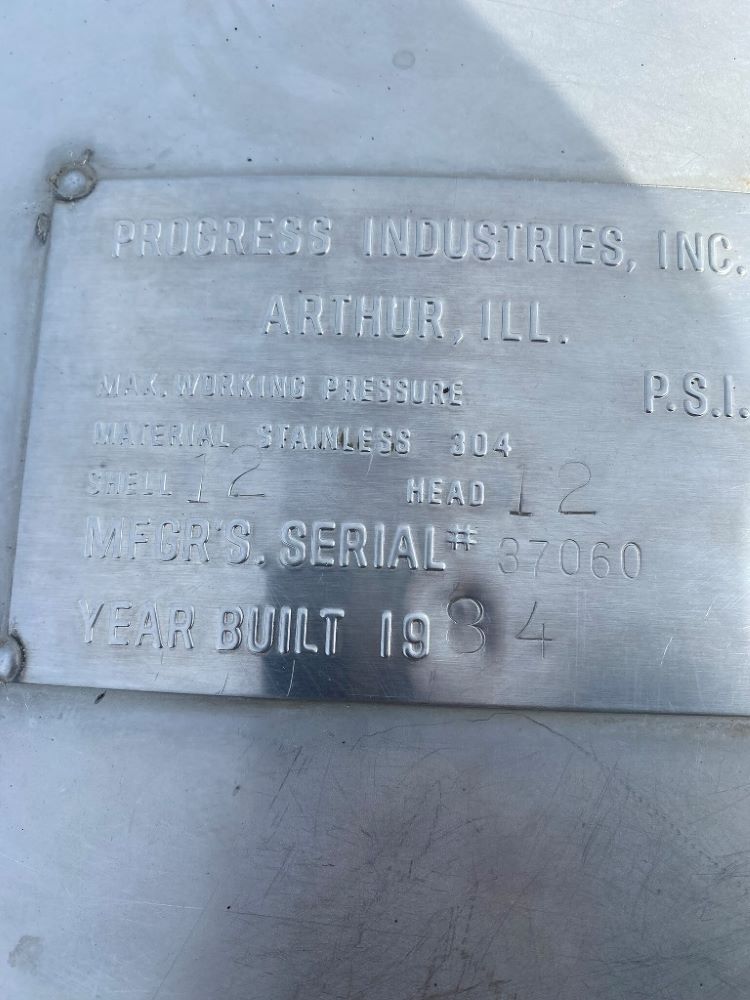 PROGRESS INDUSTRIES, INC.
ARTHUR, ILL.
MAX. WORKING PRESSURE P.S.I.
MATERIAL STAINLESS 304
SHELL 12 HEAD 12
MFGR'S. SERIAL# 37060
YEAR BUILT 1984